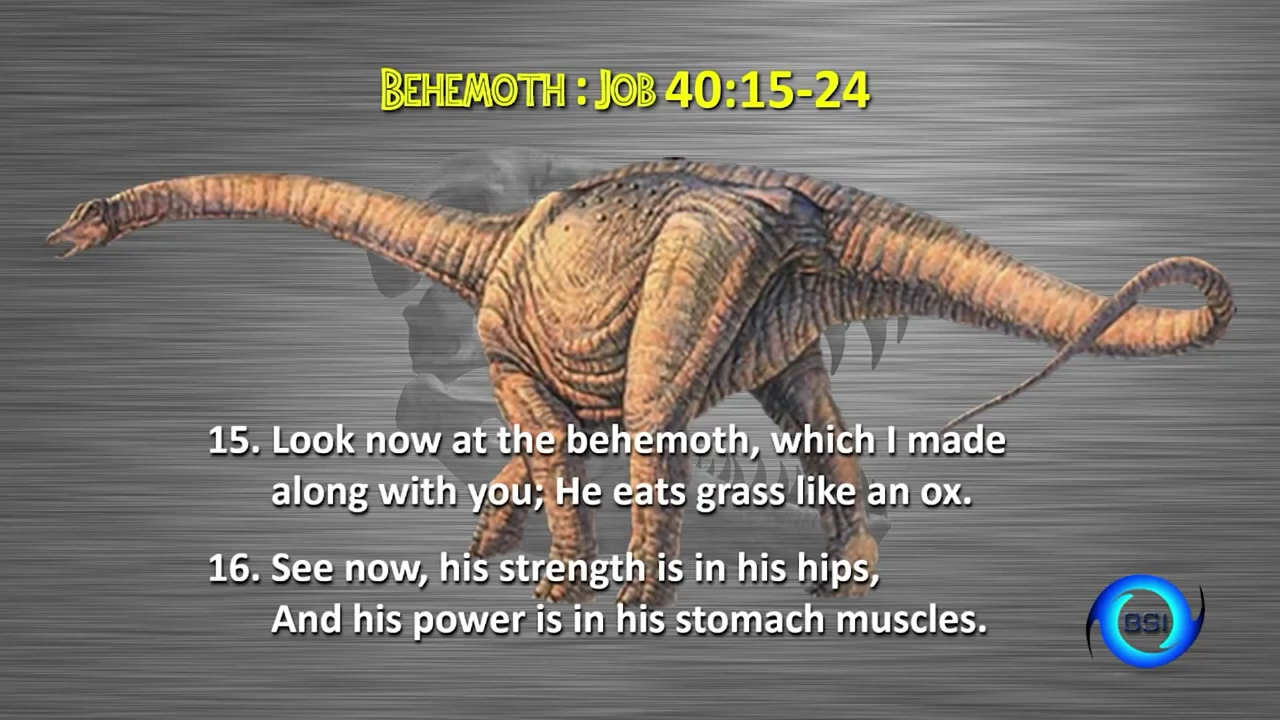 Behemoth : Job 40:15-24
15. Look now at the behemoth, which I made
along with you; He eats grass like an ox.
16. See now, his strength is in his hips,
And his power is in his stomach muscles.
GSI